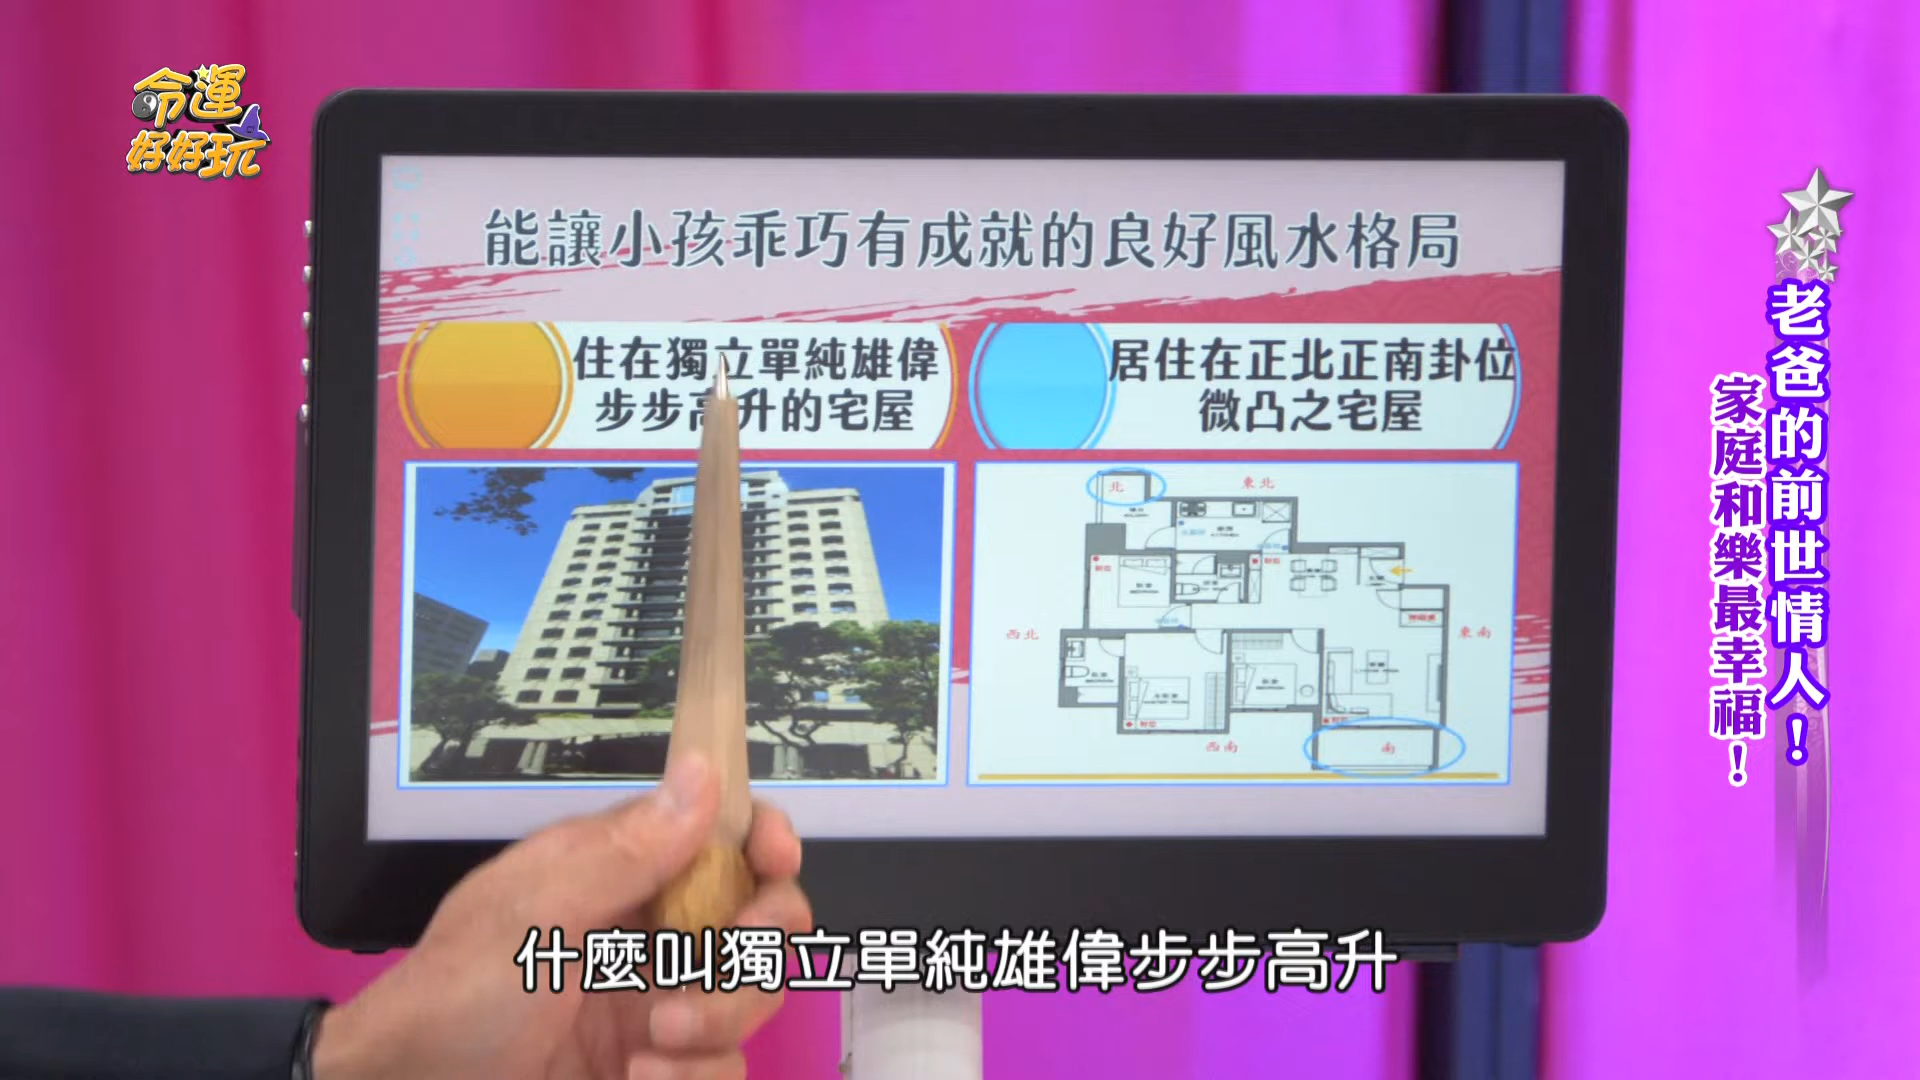 命運
好好玩
能讓小孩乖巧有成就的良好風水格局
住在獨立單純雄偉
步步高升的宅屋
居住在正北正南卦位
微凸之宅屋
北
東北
西北
東南
西南
南
老爸的前世情人！
家庭和樂最幸福！
什麼叫獨立單純雄偉步步高升